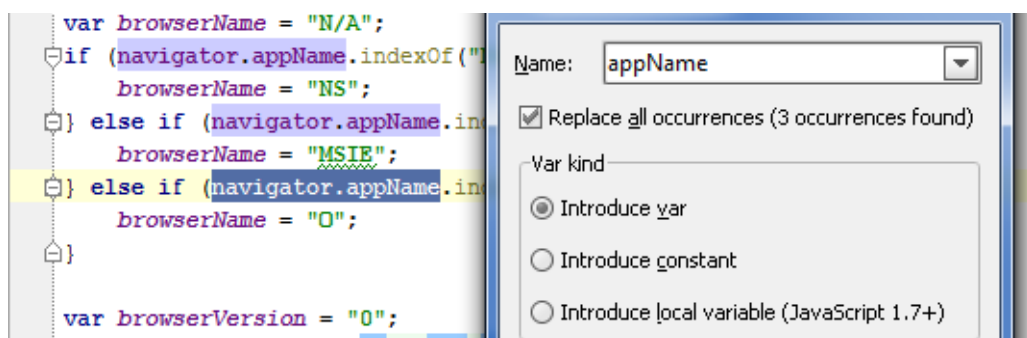 var browserName = "N/A";
if (navigator.appName.indexOf("
browserName = "NS";
} else if (navigator.appName.ind
browserName = "MSIE";
} else if (navigator.appName.ind
browserName = "O";
}
var browserVersion = "0";
Name: appName
Replace all occurrences (3 occurrences found)
Var kind
Introduce var
Introduce constant
Introduce local variable (JavaScript 1.7+)